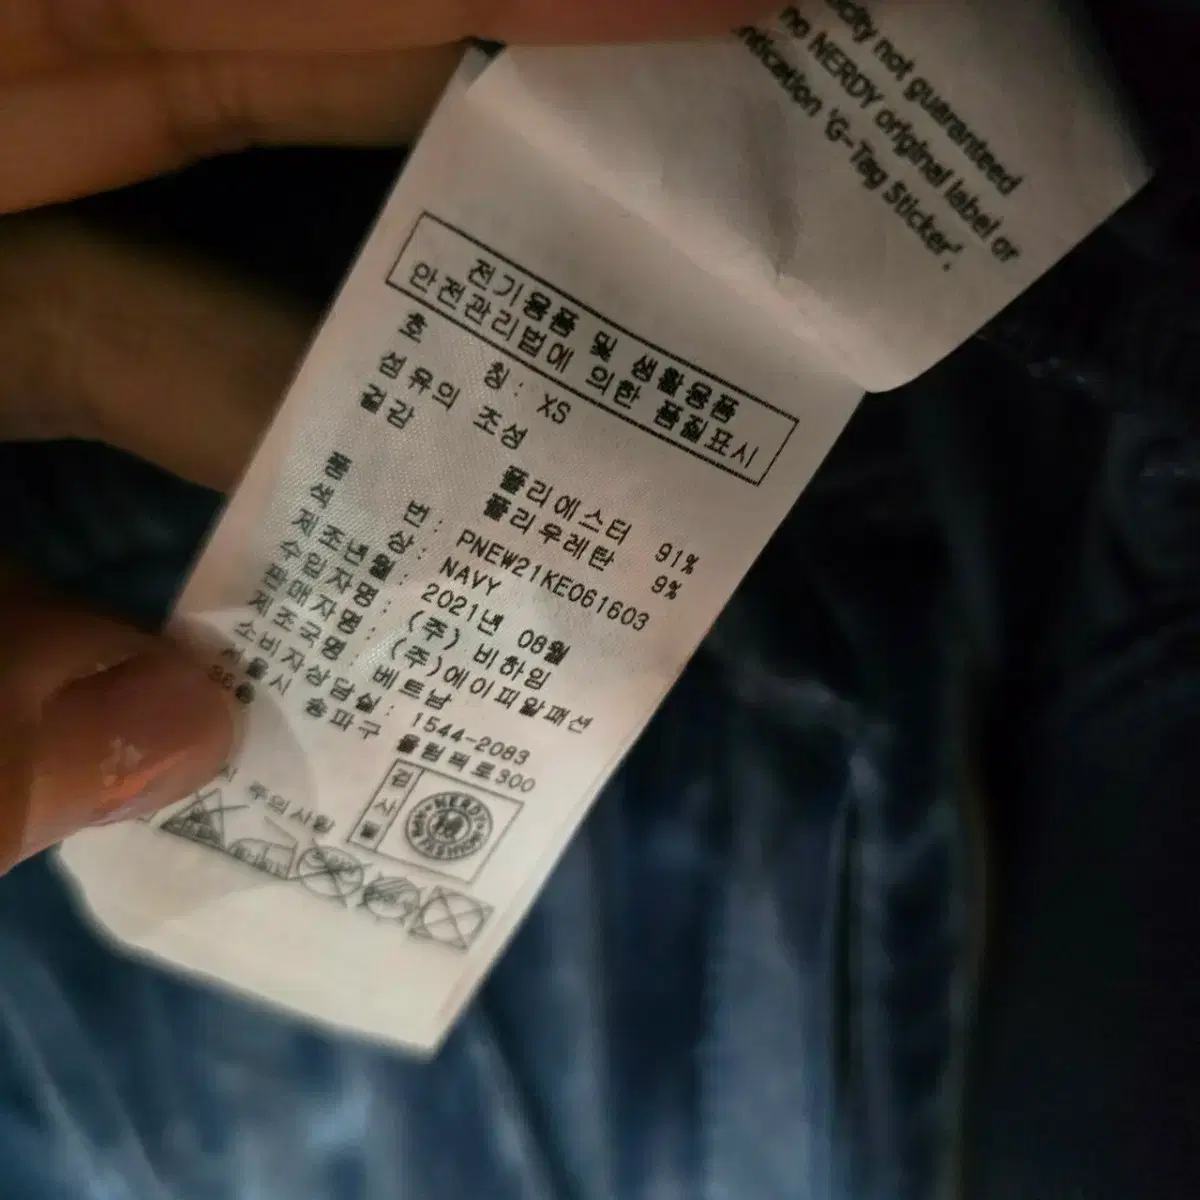 not guaranteed
no NERDY original label or
'G-Tag Sticker'.
전기용품 및 생활용품
안전관리법에 의한 품질표시
호 칭 : XS
섬유의 조성
겉감
폴리에스터 91%
폴리우레탄 9%
품 번 : PNEW21KE061603
색 상 : NAVY
제조년월 : 2021년 08월
수입자명 : (주) 비하임
판매자명 : (주)에이피알패션
제조국명 : 베트남
소비자상담실 : 1544-2083
서울시 송파구 올림픽로300
36층
주의사항
검사필
NERDY